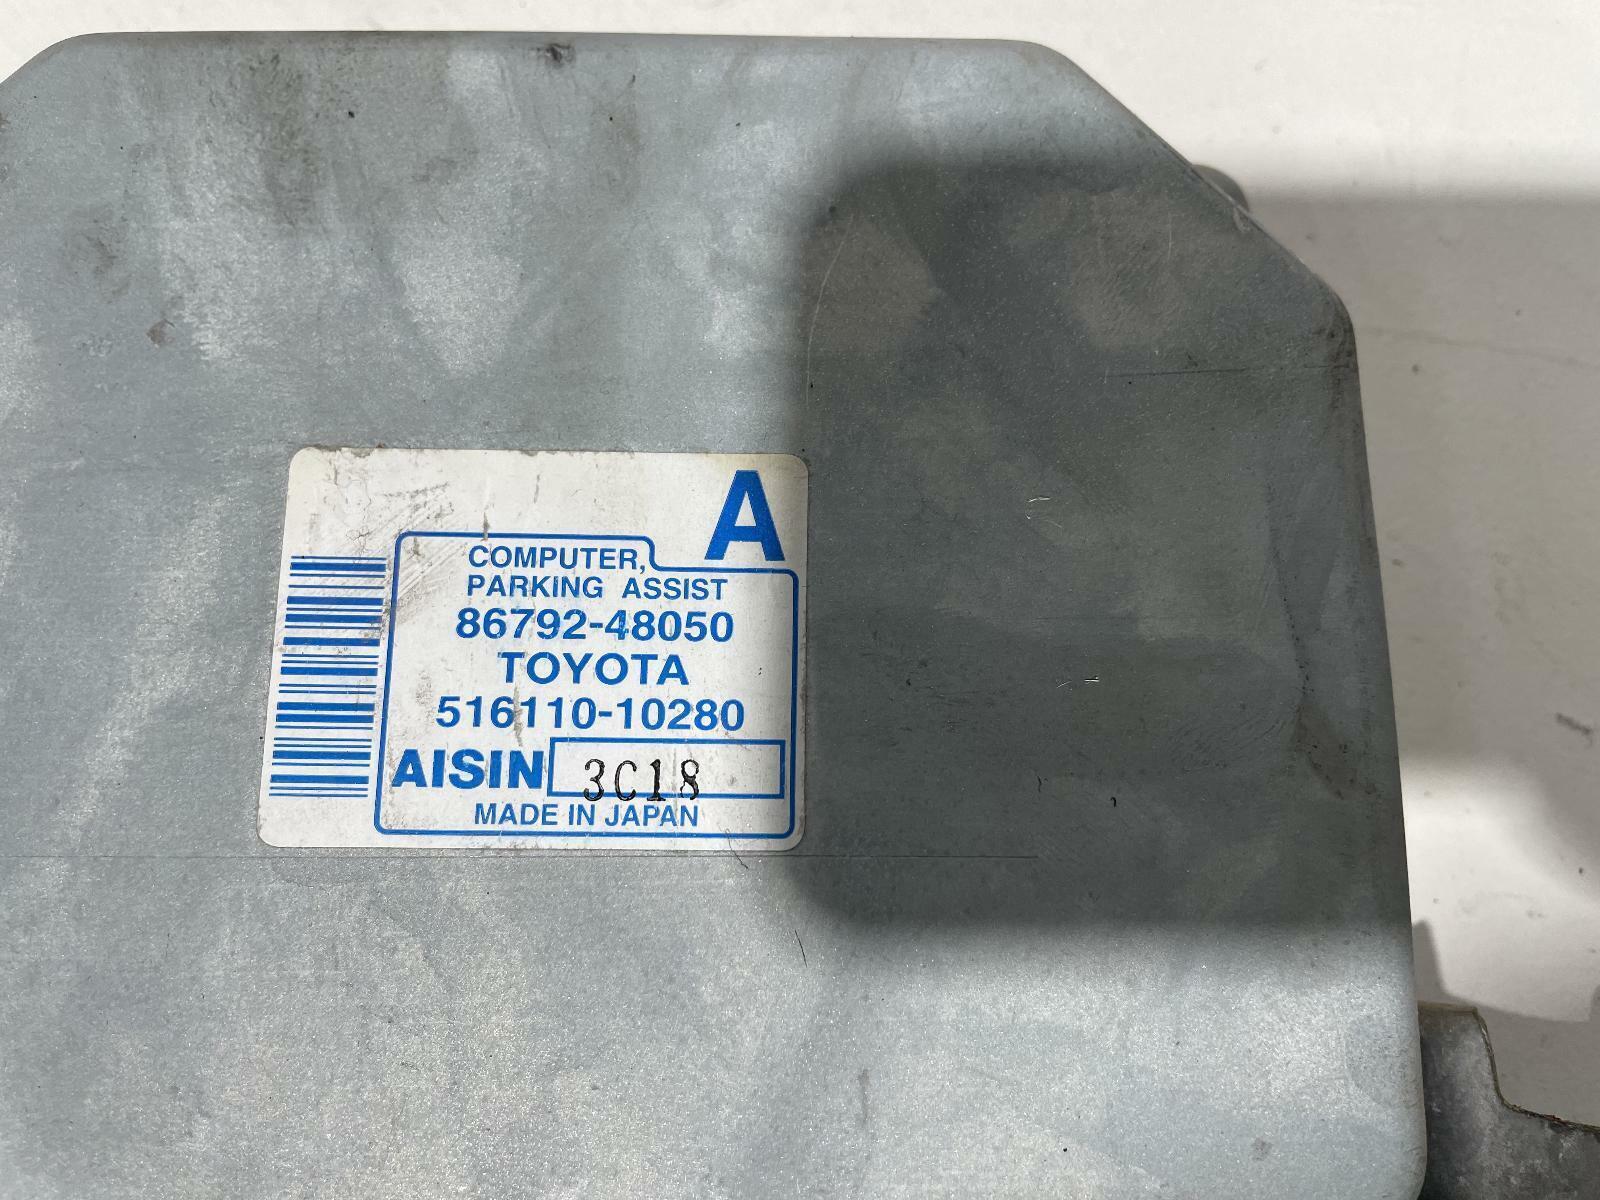 A
COMPUTER,
PARKING ASSIST
86792-48050
TOYOTA
516110-10280
AISIN 3C18
MADE IN JAPAN